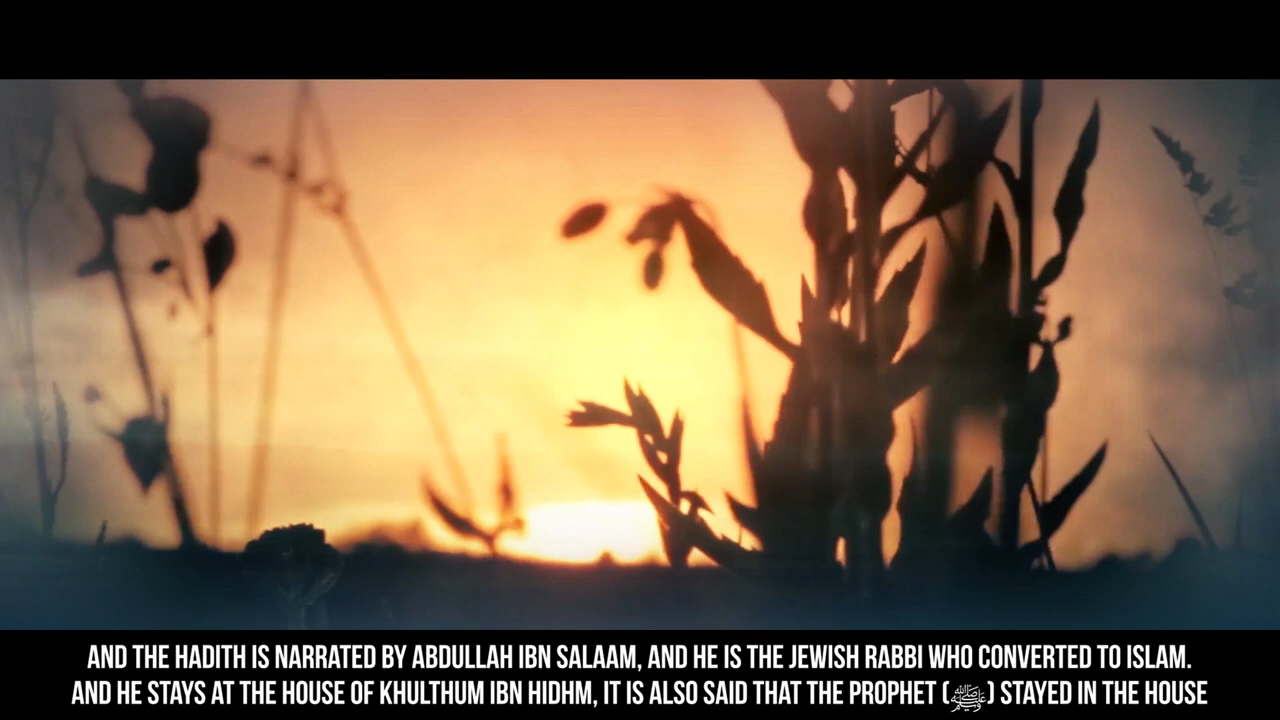 AND THE HADITH IS NARRATED BY ABDULLAH IBN SALAAM, AND HE IS THE JEWISH RABBI WHO CONVERTED TO ISLAM.
AND HE STAYS AT THE HOUSE OF KHULTHUM IBN HIDHM, IT IS ALSO SAID THAT THE PROPHET (ﷺ) STAYED IN THE HOUSE